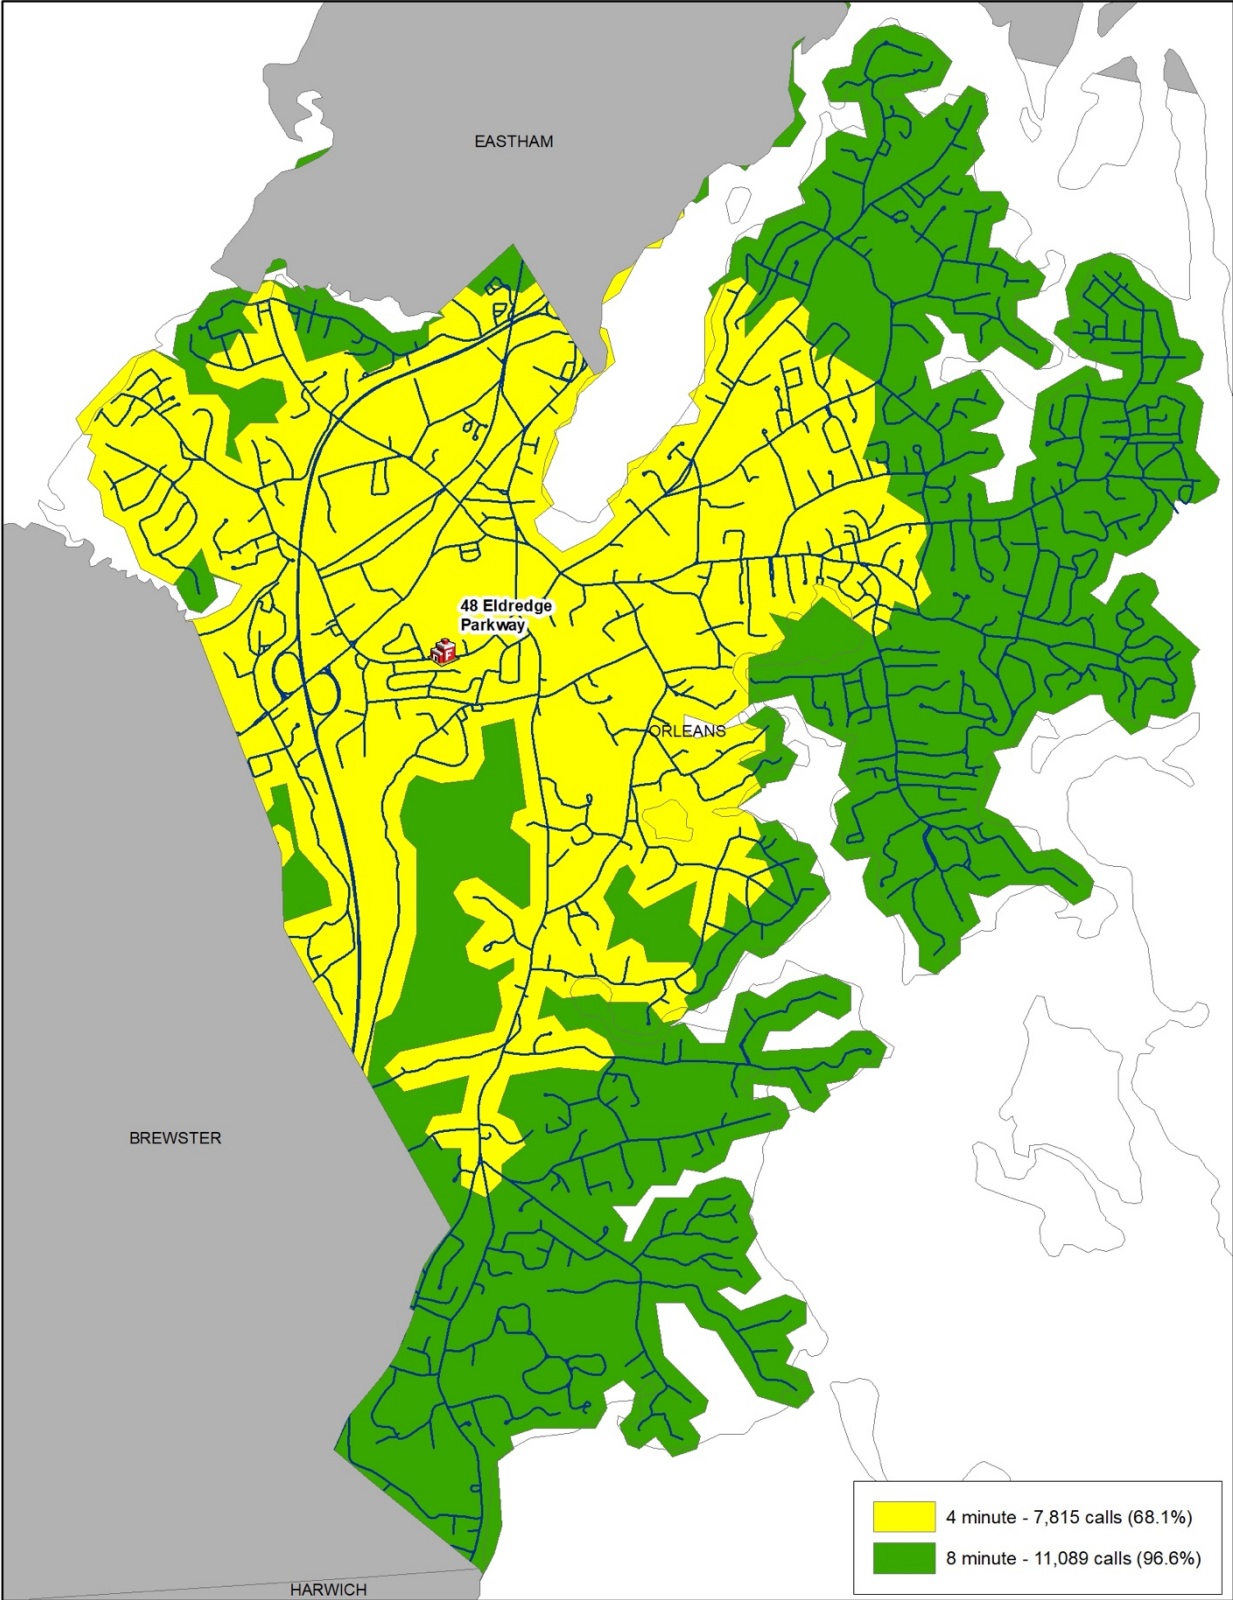 EASTHAM
48 Eldredge
Parkway
ORLEANS
BREWSTER
4 minute - 7,815 calls (68.1%)
8 minute - 11,089 calls (96.6%)
HARWICH